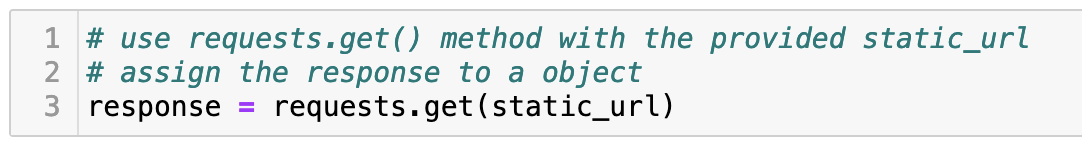 1 # use requests.get() method with the provided static_url
2 # assign the response to a object
3 response = requests.get(static_url)